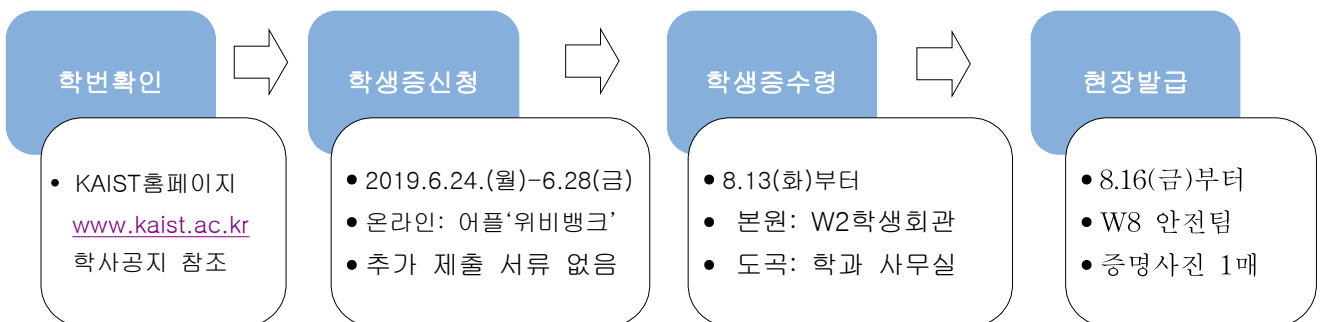 학번확인
• KAIST홈페이지
www.kaist.ac.kr
학사공지 참조
학생증신청
• 2019.6.24.(월)-6.28(금)
• 온라인: 어플‘위비뱅크’
• 추가 제출 서류 없음
학생증수령
• 8.13(화)부터
• 본원: W2학생회관
• 도곡: 학과 사무실
현장발급
• 8.16(금)부터
• W8 안전팀
• 증명사진 1매